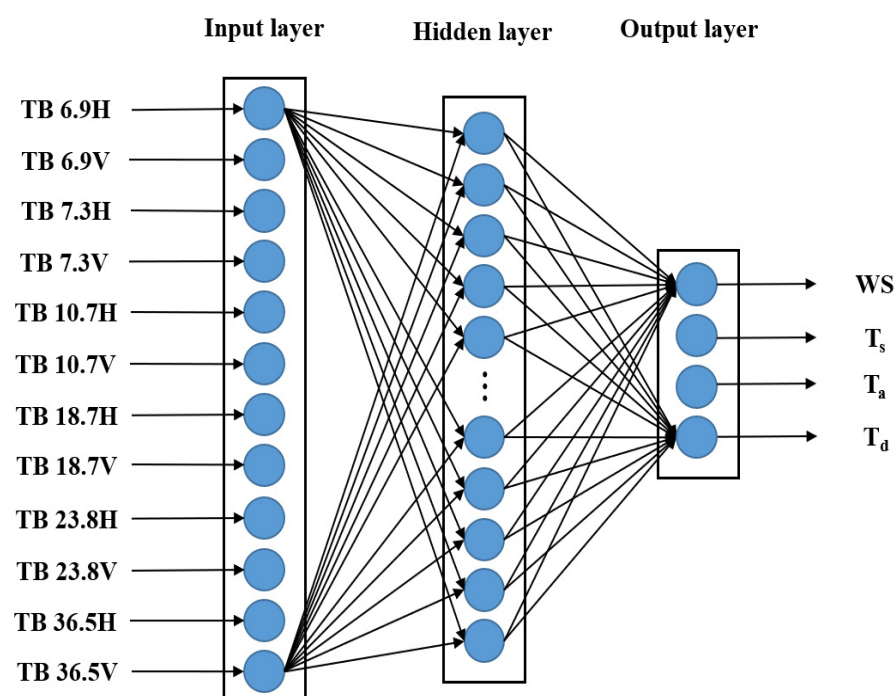 Input layer
Hidden layer
Output layer
TB 6.9H
TB 6.9V
TB 7.3H
TB 7.3V
TB 10.7H
TB 10.7V
TB 18.7H
TB 18.7V
TB 23.8H
TB 23.8V
TB 36.5H
TB 36.5V
WS
Ts
Ta
Td